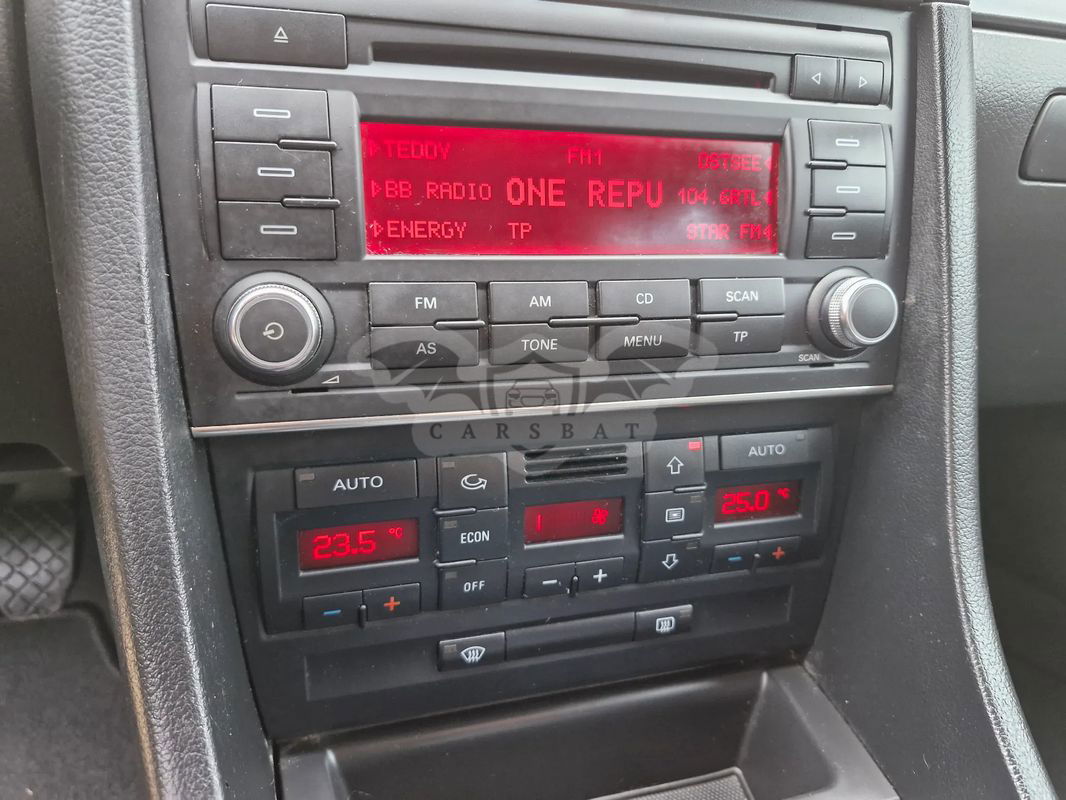 TEDDY FM1 OSTSEE
BB RADIO ONE REPU 104.6RTL
ENERGY TP STAR FM
FM AM CD SCAN
AS TONE MENU TP
SCAN
CARSBAT
AUTO AUTO
23.5 °C 1 25.0 °C
ECON
OFF